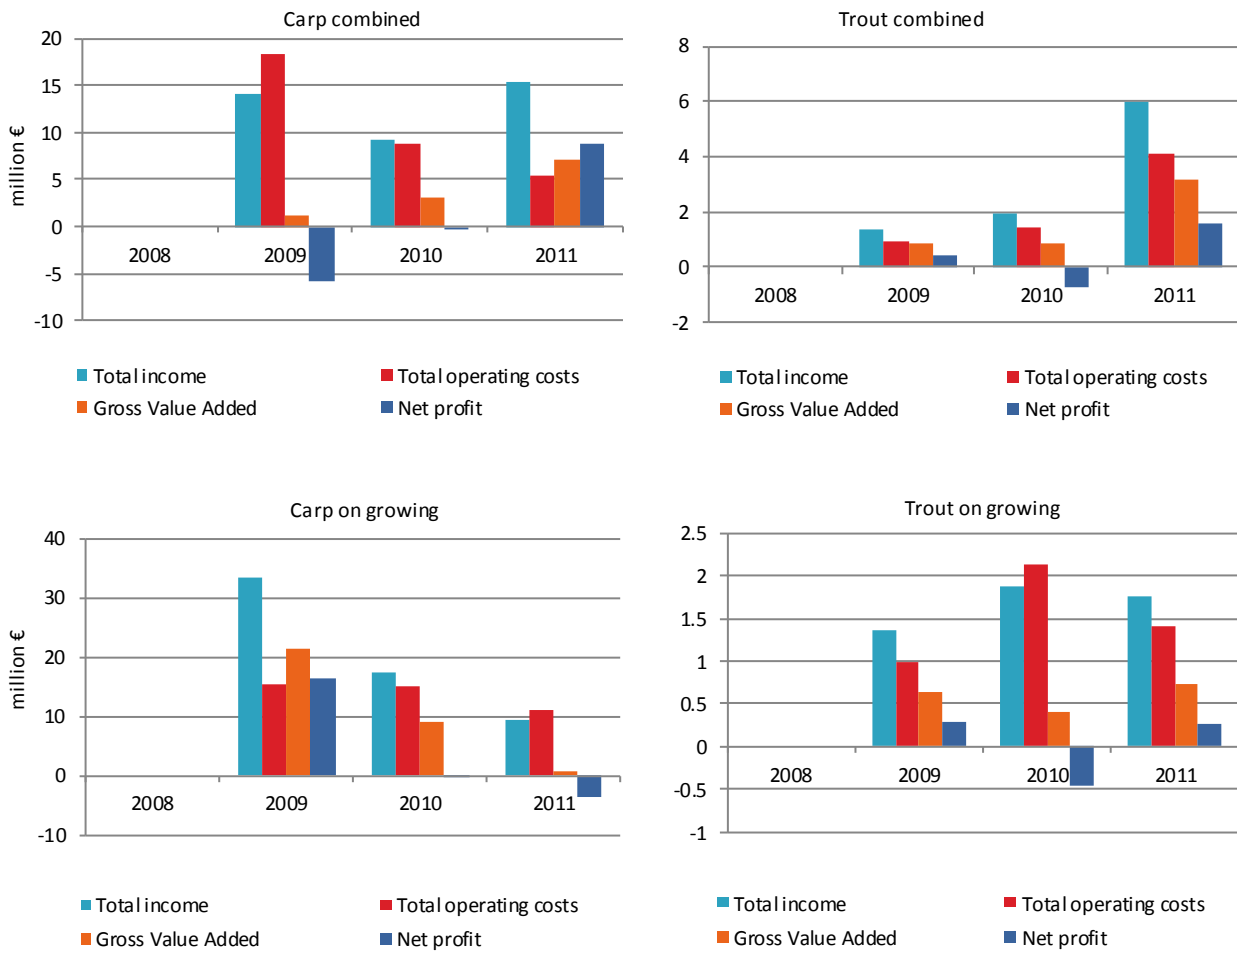 Carp combined
20
15
10
5
0
-5
-10
million €
2008
2009
2010
2011
Total income
Total operating costs
Gross Value Added
Net profit
Trout combined
8
6
4
2
0
-2
2008
2009
2010
2011
Total income
Total operating costs
Gross Value Added
Net profit
Carp on growing
40
30
20
10
0
-10
million €
2008
2009
2010
2011
Total income
Total operating costs
Gross Value Added
Net profit
Trout on growing
2.5
2
1.5
1
0.5
0
-0.5
-1
2008
2009
2010
2011
Total income
Total operating costs
Gross Value Added
Net profit